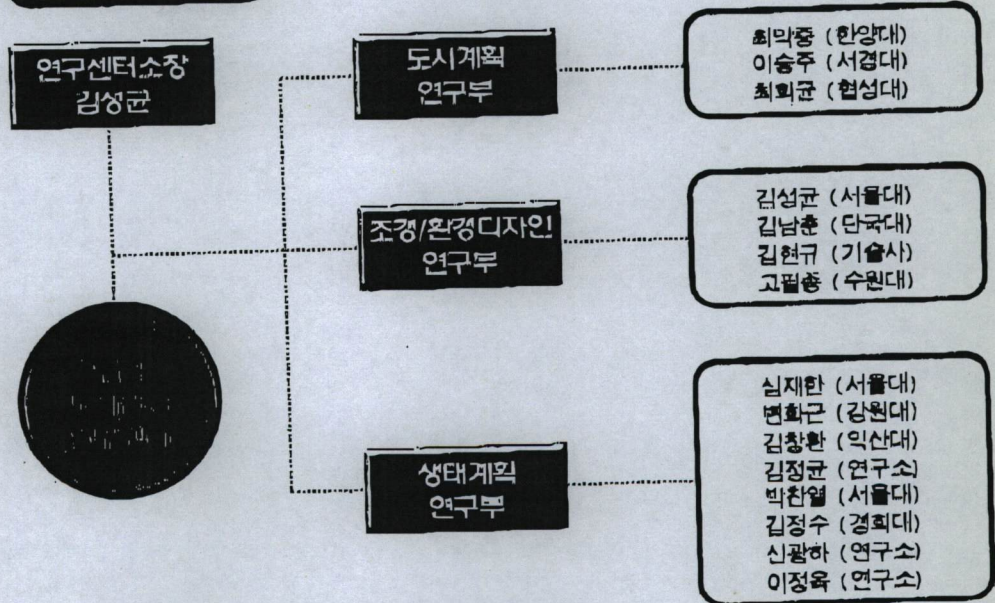 연구센터소장
김성균
도시계획
연구부
최막중 (한양대)
이승주 (서경대)
최희균 (협성대)
조경/환경디자인
연구부
김성균 (서울대)
김남춘 (단국대)
김현규 (기술사)
고필종 (수원대)
생태계획
연구부
심재한 (서울대)
변화근 (강원대)
김창환 (익산대)
김정균 (연구소)
박찬열 (서울대)
김정수 (경희대)
신광하 (연구소)
이정옥 (연구소)